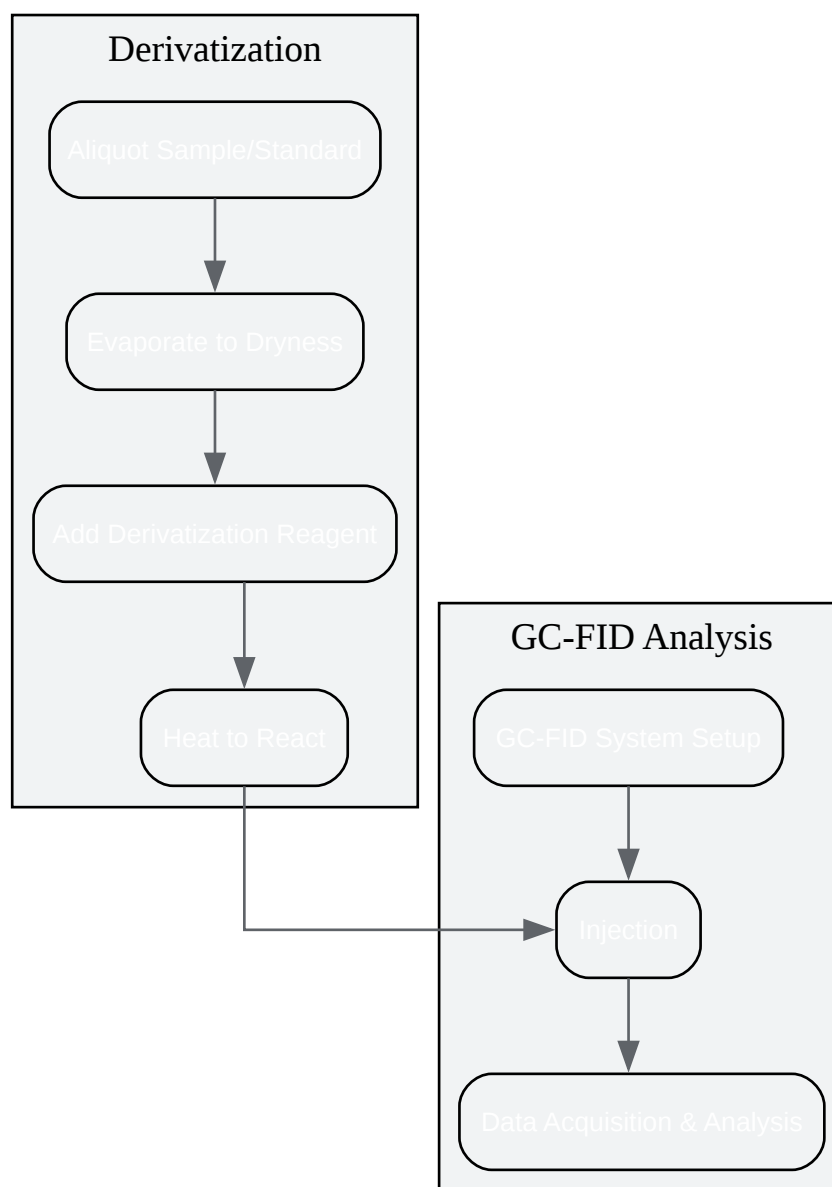 Derivatization
Aliquot Sample/Standard
Evaporate to Dryness
Add Derivatization Reagent
Heat to React
GC-FID Analysis
GC-FID System Setup
Injection
Data Acquisition & Analysis